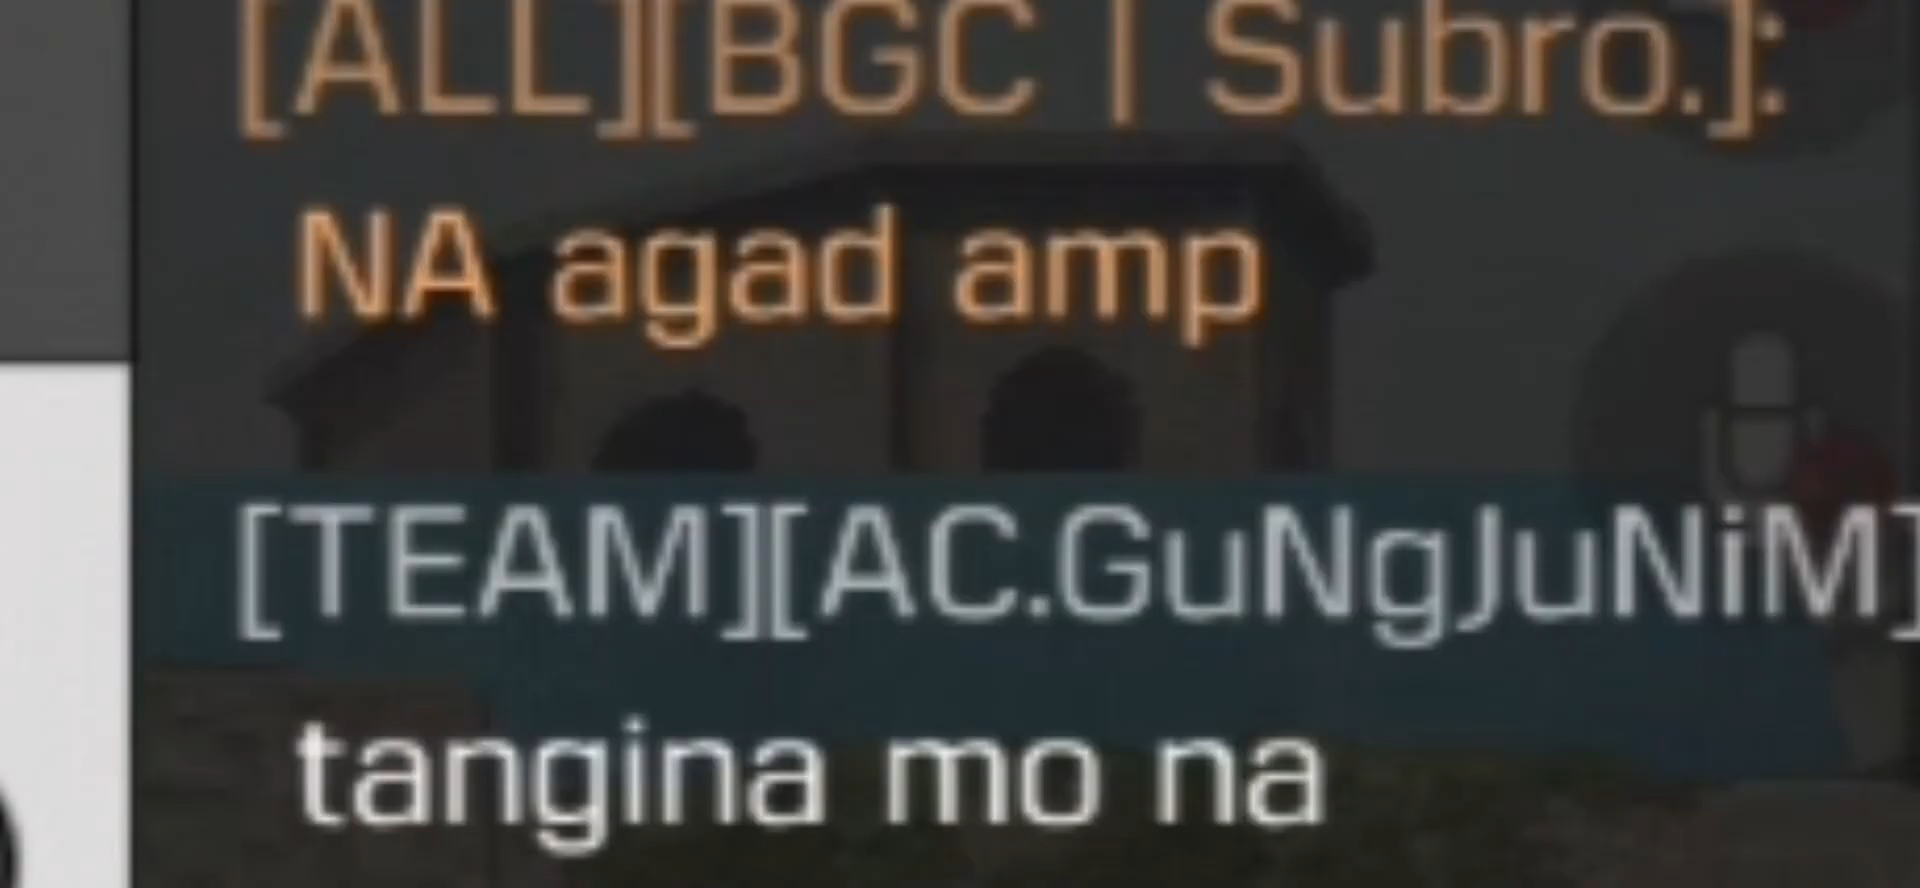 [ALL][BGC | Subro.]:
NA agad amp
[TEAM][AC.GuNgJuNiM]
tangina mo na